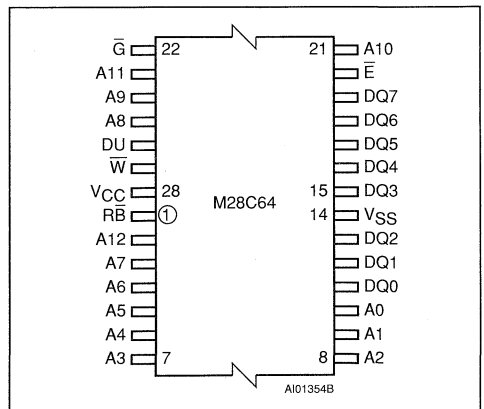 G̅ 22 21 A10
A11 E̅
A9 DQ7
A8 DQ6
DU DQ5
W̅ DQ4
VCC 28 M28C64 15 DQ3
RB̅ 1 14 VSS
A12 DQ2
A7 DQ1
A6 DQ0
A5 A0
A4 A1
A3 7 8 A2
AI01354B